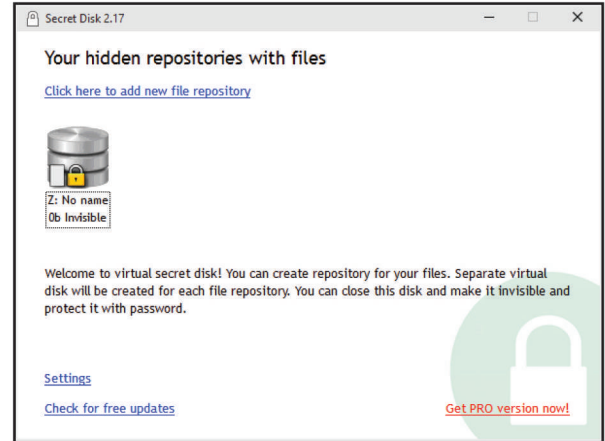 Secret Disk 2.17
Your hidden repositories with files
Click here to add new file repository
Z: No name
0b Invisible
Welcome to virtual secret disk! You can create repository for your files. Separate virtual
disk will be created for each file repository. You can close this disk and make it invisible and
protect it with password.
Settings
Check for free updates
Get PRO version now!